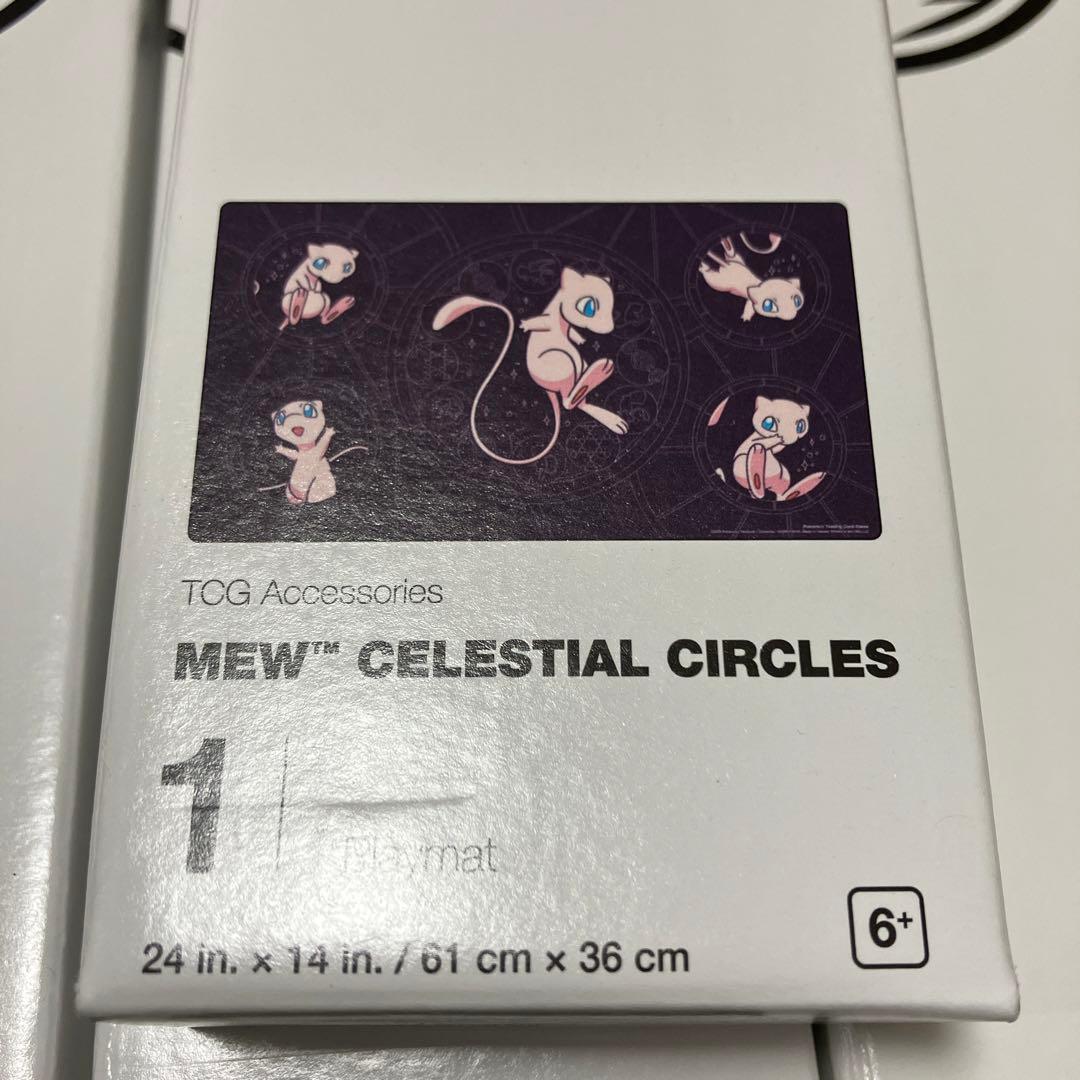 TCG Accessories
MEW™ CELESTIAL CIRCLES
1
Playmat
24 in. × 14 in. / 61 cm × 36 cm
6+